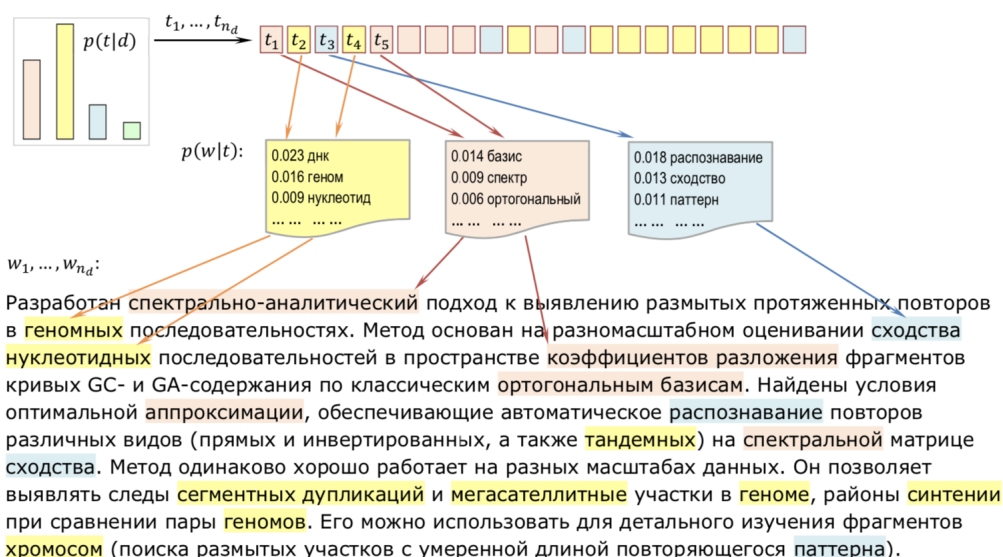 p(t|d)
t₁, …, t_{n_d}
t₁ t₂ t₃ t₄ t₅
p(w|t):
0.023 днк
0.016 геном
0.009 нуклеотид
... ... ... ...
0.014 базис
0.009 спектр
0.006 ортогональный
... ... ... ...
0.018 распознавание
0.013 сходство
0.011 паттерн
... ... ... ...
w₁, …, w_{n_d}:
Разработан спектрально-аналитический подход к выявлению размытых протяженных повторов
в геномных последовательностях. Метод основан на разномасштабном оценивании сходства
нуклеотидных последовательностей в пространстве коэффициентов разложения фрагментов
кривых GC- и GA-содержания по классическим ортогональным базисам. Найдены условия
оптимальной аппроксимации, обеспечивающие автоматическое распознавание повторов
различных видов (прямых и инвертированных, а также тандемных) на спектральной матрице
сходства. Метод одинаково хорошо работает на разных масштабах данных. Он позволяет
выявлять следы сегментных дупликаций и мегасателлитные участки в геноме, районы синтении
при сравнении пары геномов. Его можно использовать для детального изучения фрагментов
хромосом (поиска размытых участков с умеренной длиной повторяющегося паттерна).